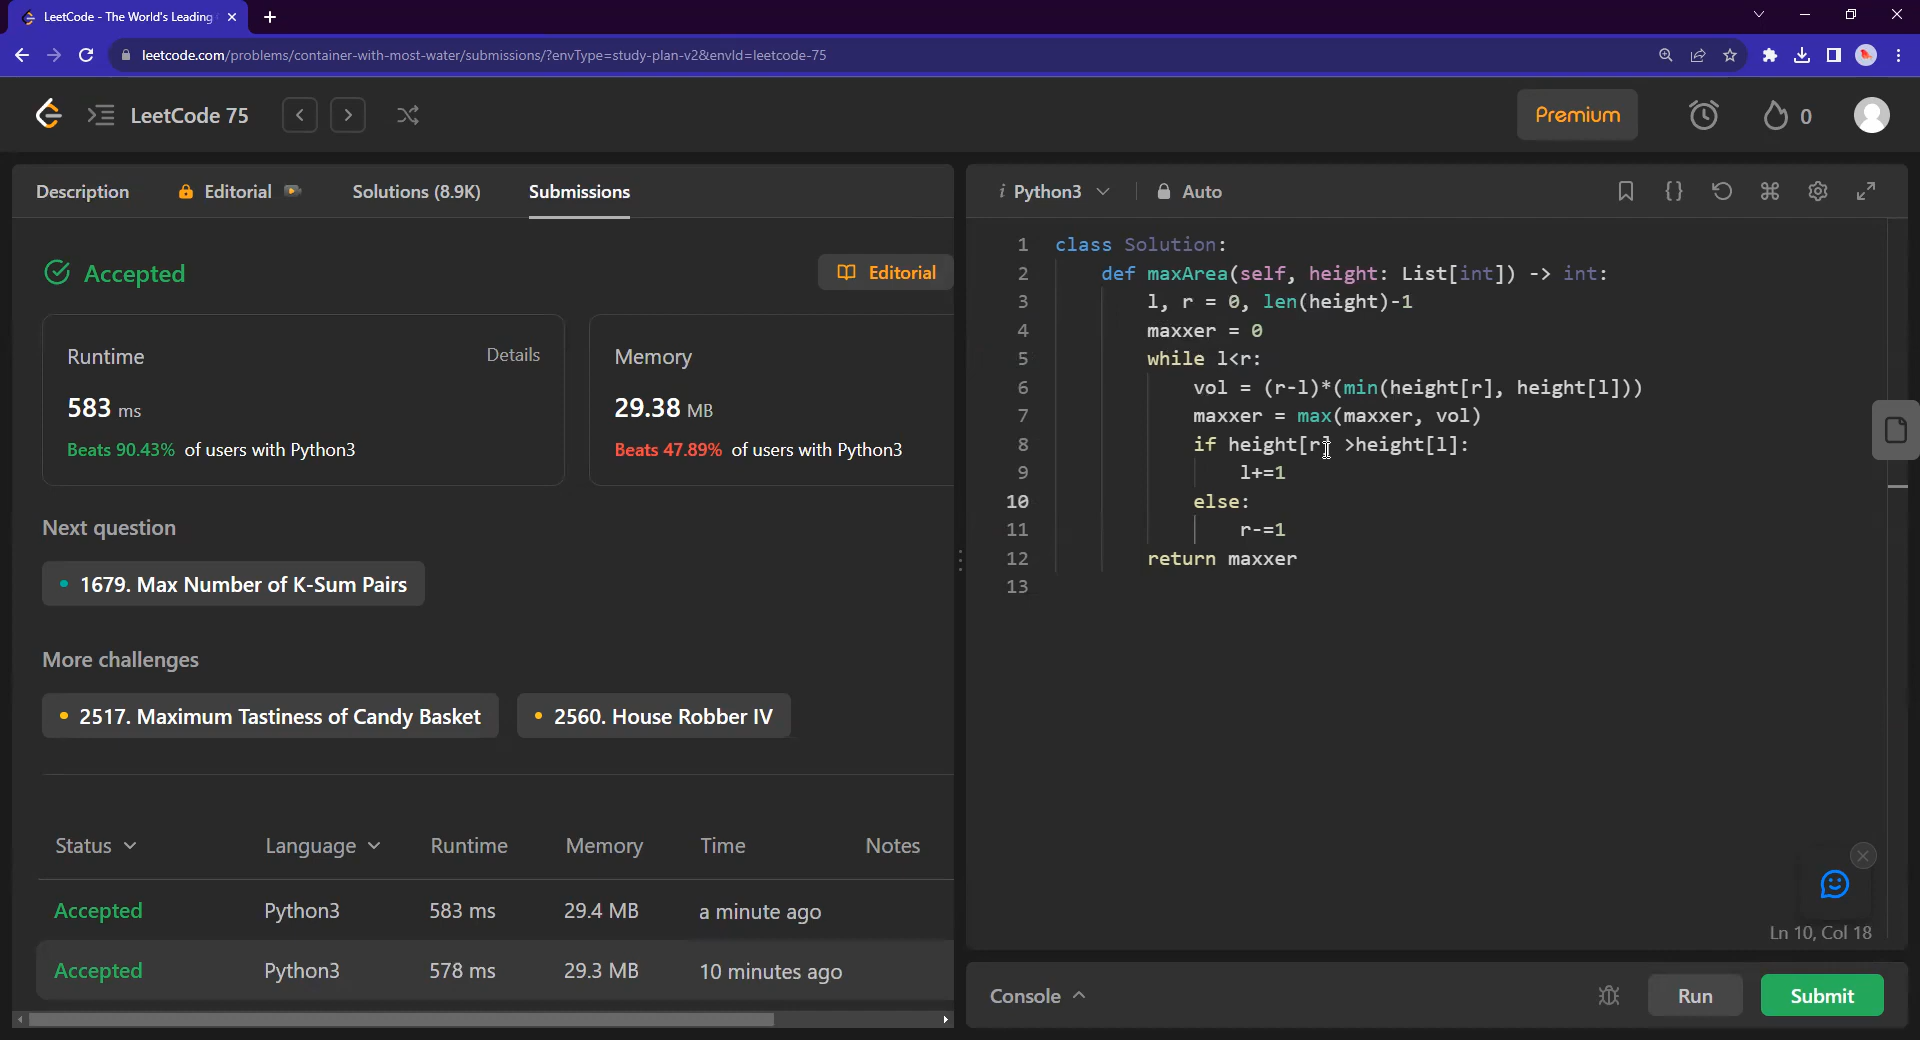 LeetCode - The World's Leading
leetcode.com/problems/container-with-most-water/submissions/?envType=study-plan-v2&envId=leetcode-75
LeetCode 75
Premium
0
Description
Editorial
Solutions (8.9K)
Submissions
Python3
Auto
Accepted
Editorial
Runtime
Details
583 ms
Beats 90.43% of users with Python3
Memory
29.38 MB
Beats 47.89% of users with Python3
Next question
1679. Max Number of K-Sum Pairs
More challenges
2517. Maximum Tastiness of Candy Basket
2560. House Robber IV
Status Language Runtime Memory Time Notes
Accepted Python3 583 ms 29.4 MB a minute ago
Accepted Python3 578 ms 29.3 MB 10 minutes ago
1 class Solution:
2 def maxArea(self, height: List[int]) -> int:
3 l, r = 0, len(height)-1
4 maxxer = 0
5 while l<r:
6 vol = (r-l)*(min(height[r], height[l]))
7 maxxer = max(maxxer, vol)
8 if height[r] >height[l]:
9 l+=1
10 else:
11 r-=1
12 return maxxer
13
Ln 10, Col 18
Console
Run
Submit